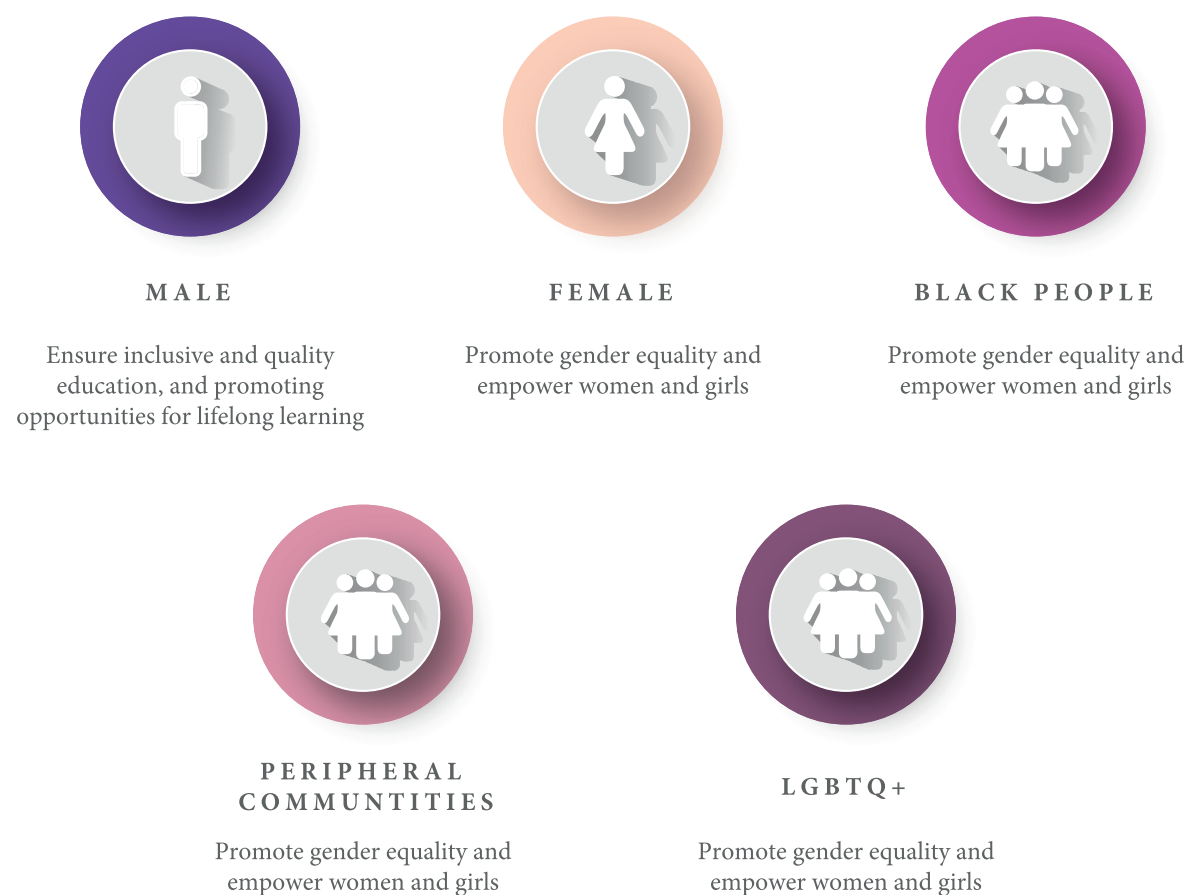 MALE
Ensure inclusive and quality
education, and promoting
opportunities for lifelong learning
FEMALE
Promote gender equality and
empower women and girls
BLACK PEOPLE
Promote gender equality and
empower women and girls
PERIPHERAL
COMMUNTITIES
Promote gender equality and
empower women and girls
LGBTQ+
Promote gender equality and
empower women and girls